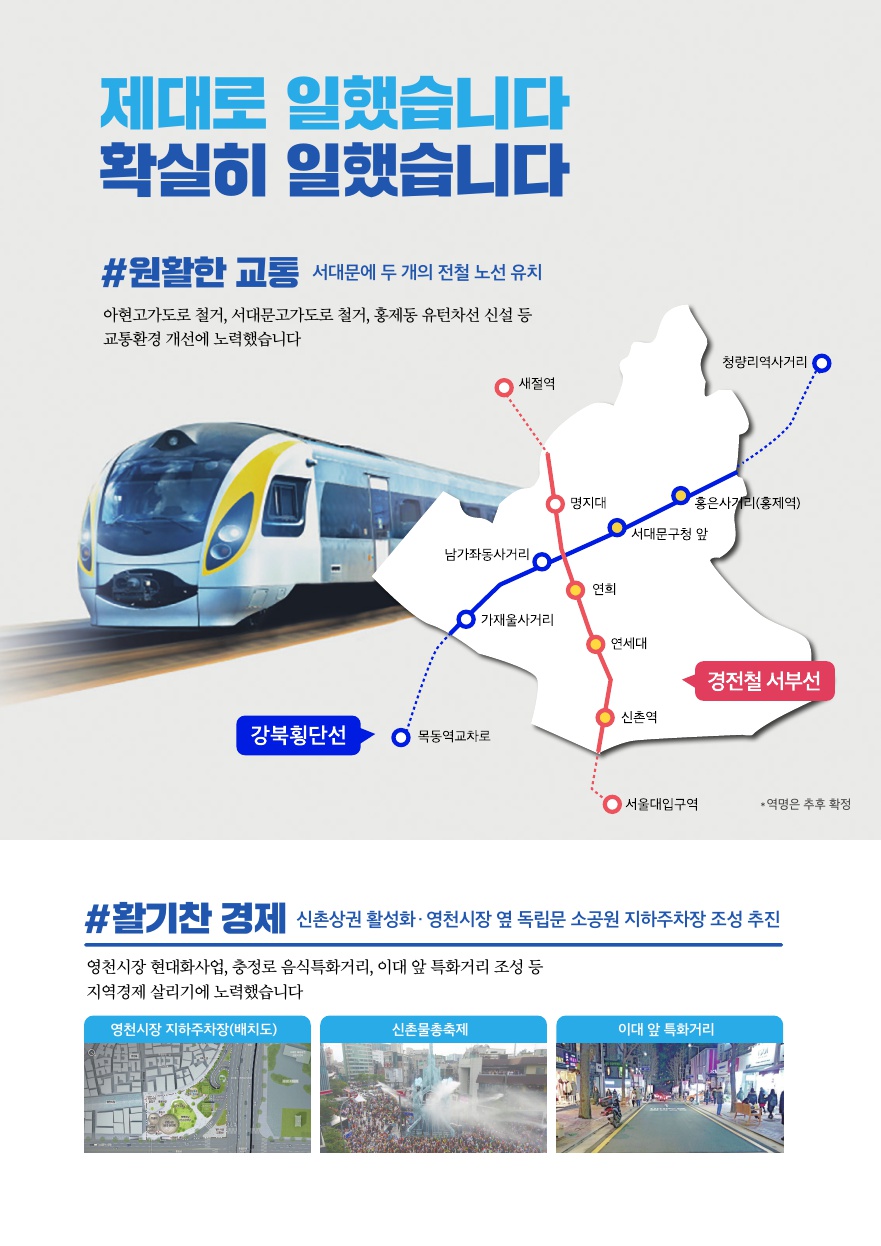 제대로 일했습니다
확실히 일했습니다
#원활한 교통 서대문에 두 개의 전철 노선 유치
아현고가도로 철거, 서대문고가도로 철거, 홍제동 유턴차선 신설 등
교통환경 개선에 노력했습니다
청량리역사거리
새절역
명지대
홍은사거리(홍제역)
서대문구청 앞
남가좌동사거리
연희
가재울사거리
연세대
경전철 서부선
신촌역
강북횡단선
목동역교차로
서울대입구역
*역명은 추후 확정
#활기찬 경제 신촌상권 활성화·영천시장 옆 독립문 소공원 지하주차장 조성 추진
영천시장 현대화사업, 충정로 음식특화거리, 이대 앞 특화거리 조성 등
지역경제 살리기에 노력했습니다
영천시장 지하주차장(배치도)
신촌물총축제
이대 앞 특화거리